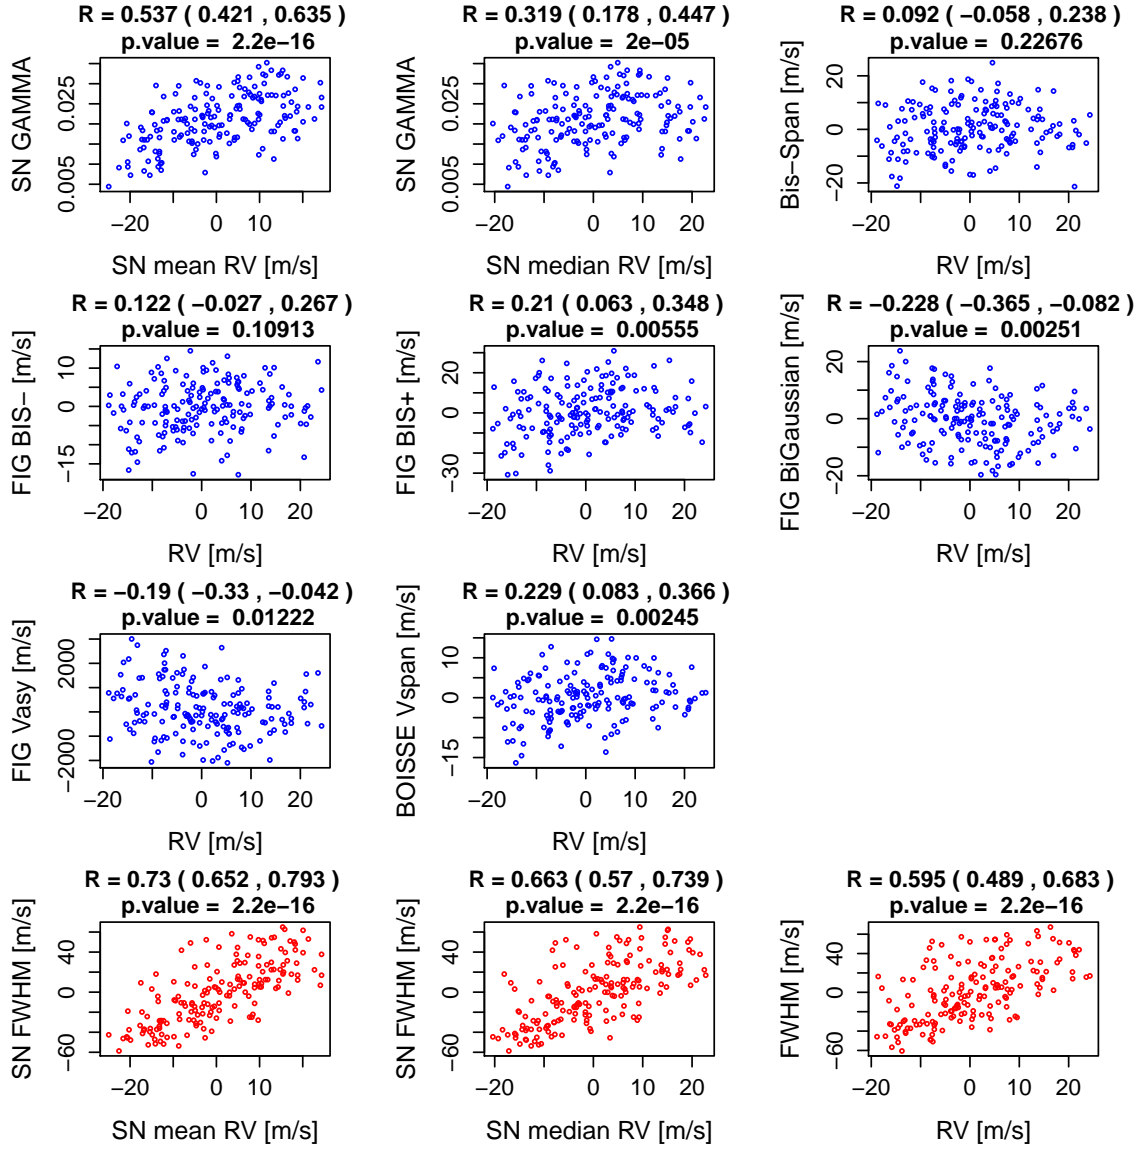 R = 0.537 ( 0.421 , 0.635 )
p.value = 2.2e−16
SN GAMMA
0.025
0.005
−20 0 10
SN mean RV [m/s]
R = 0.319 ( 0.178 , 0.447 )
p.value = 2e−05
SN GAMMA
0.025
0.005
−20 0 10 20
SN median RV [m/s]
R = 0.092 ( −0.058 , 0.238 )
p.value = 0.22676
Bis−Span [m/s]
20
0
−20
−20 0 10 20
RV [m/s]
R = 0.122 ( −0.027 , 0.267 )
p.value = 0.10913
FIG BIS− [m/s]
10
0
−15
−20 0 10 20
RV [m/s]
R = 0.21 ( 0.063 , 0.348 )
p.value = 0.00555
FIG BIS+ [m/s]
20
0
−30
−20 0 10 20
RV [m/s]
R = −0.228 ( −0.365 , −0.082 )
p.value = 0.00251
FIG BiGaussian [m/s]
20
0
−20
−20 0 10 20
RV [m/s]
R = −0.19 ( −0.33 , −0.042 )
p.value = 0.01222
FIG Vasy [m/s]
2000
−2000
−20 0 10 20
RV [m/s]
R = 0.229 ( 0.083 , 0.366 )
p.value = 0.00245
BOISSE Vspan [m/s]
10
0
−15
−20 0 10 20
RV [m/s]
R = 0.73 ( 0.652 , 0.793 )
p.value = 2.2e−16
SN FWHM [m/s]
40
0
−60
−20 0 10
SN mean RV [m/s]
R = 0.663 ( 0.57 , 0.739 )
p.value = 2.2e−16
SN FWHM [m/s]
40
0
−60
−20 0 10 20
SN median RV [m/s]
R = 0.595 ( 0.489 , 0.683 )
p.value = 2.2e−16
FWHM [m/s]
40
0
−60
−20 0 10 20
RV [m/s]